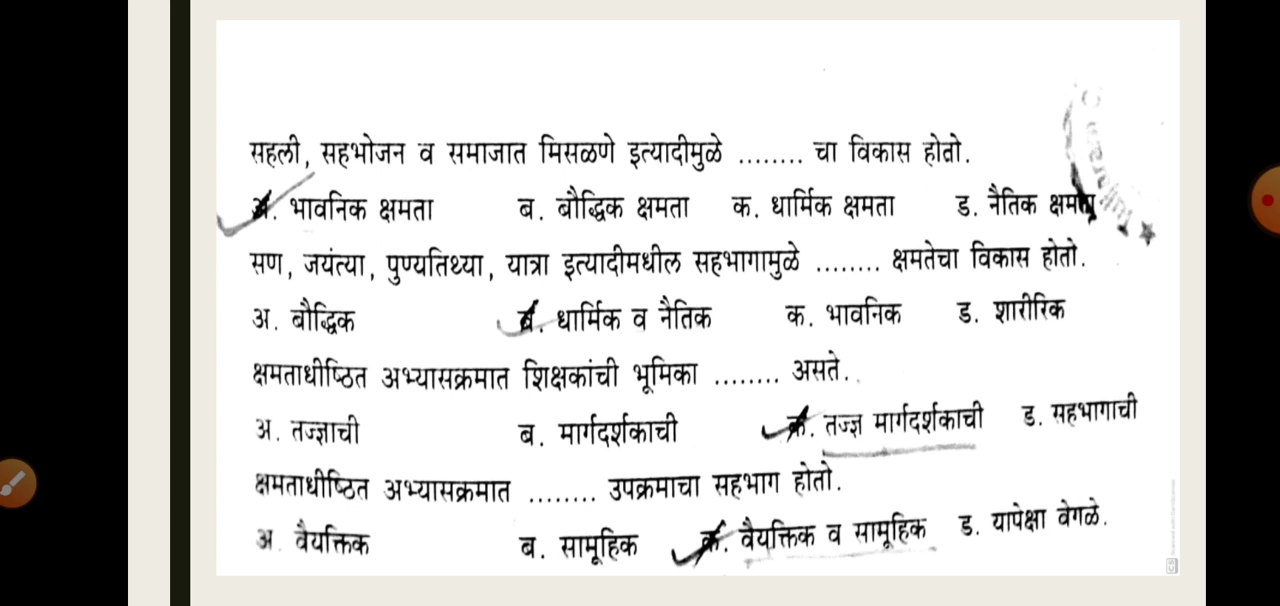 सहली, सहभोजन व समाजात मिसळणे इत्यादीमुळे ........ चा विकास होतो.
अ. भावनिक क्षमता ब. बौद्धिक क्षमता क. धार्मिक क्षमता ड. नैतिक क्षमता
सण, जयंत्या, पुण्यतिथ्या, यात्रा इत्यादीमधील सहभागामुळे ........ क्षमतेचा विकास होतो.
अ. बौद्धिक ब. धार्मिक व नैतिक क. भावनिक ड. शारीरिक
क्षमताधीष्ठित अभ्यासक्रमात शिक्षकांची भूमिका ........ असते.
अ. तज्ज्ञाची ब. मार्गदर्शकाची क. तज्ज्ञ मार्गदर्शकाची ड. सहभागाची
क्षमताधीष्ठित अभ्यासक्रमात ........ उपक्रमाचा सहभाग होतो.
अ. वैयक्तिक ब. सामूहिक क. वैयक्तिक व सामूहिक ड. यापेक्षा वेगळे.
CS